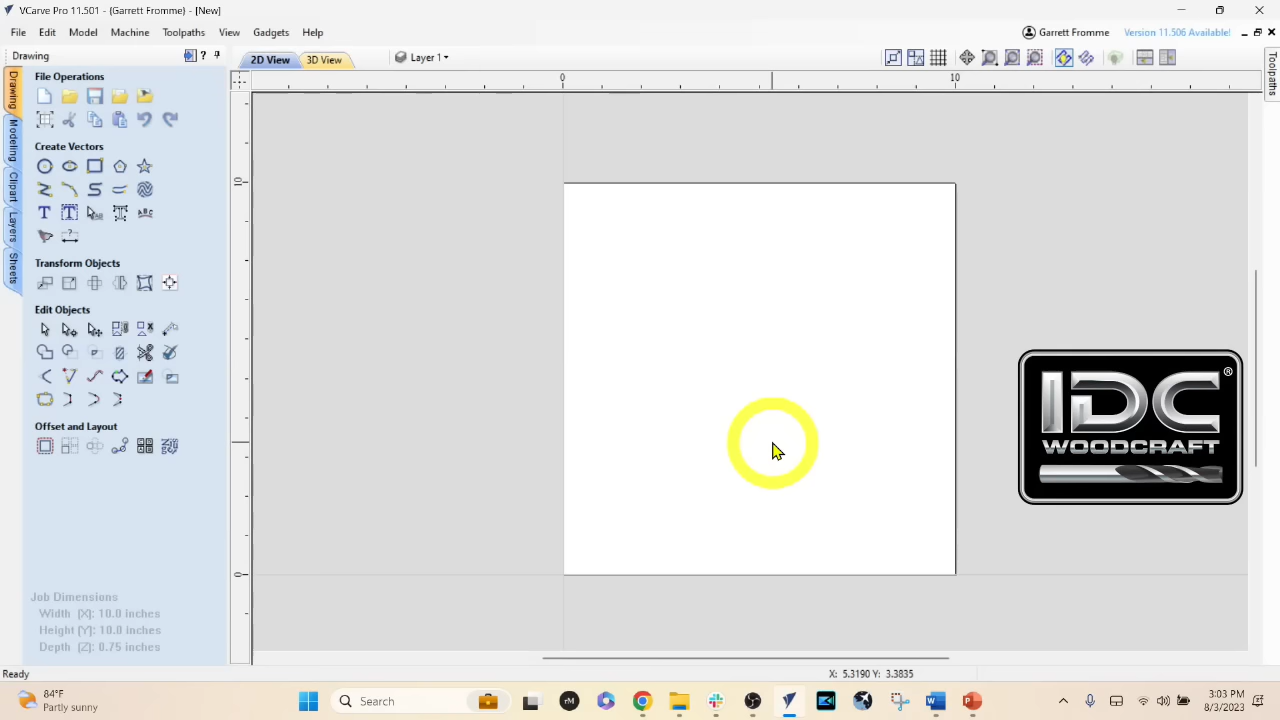 VCarve Pro 11.501 - {Garrett Fromme} - [New]
File Edit Model Machine Toolpaths View Gadgets Help
Garrett Fromme Version 11.506 Available!
Drawing ?
2D View 3D View Layer 1
Toolpaths
Drawing
Modeling
Clipart
Layers
Sheets
File Operations
Create Vectors
Transform Objects
Edit Objects
Offset and Layout
0 10
10
0
IDC ®
WOODCRAFT
Job Dimensions
Width (X): 10.0 inches
Height (Y): 10.0 inches
Depth (Z): 0.75 inches
Ready X: 5.3190 Y: 3.3835
84°F
Partly sunny
Search
3:03 PM
8/3/2023